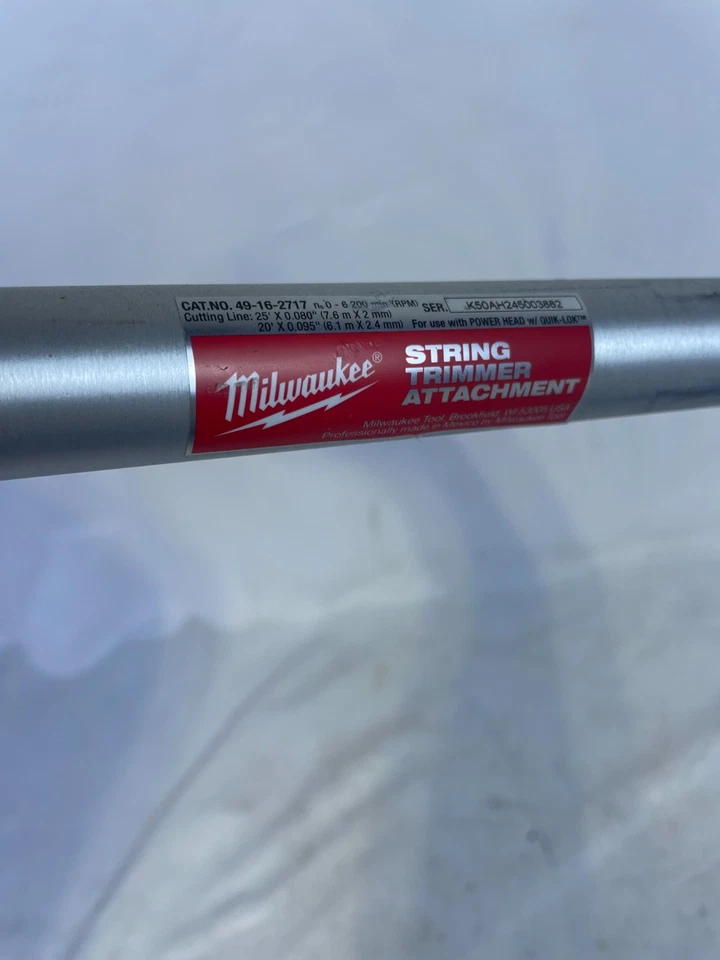 CAT.NO. 49-16-2717 n₀ 0 - 6 200 min⁻¹(RPM) SER. K50AH245003882
Cutting Line: 25' X 0.080" (7.6 m X 2 mm)
20' X 0.095" (6.1 m X 2.4 mm) For use with POWER HEAD w/ QUIK-LOK™
Milwaukee®
STRING
TRIMMER
ATTACHMENT
Milwaukee Tool, Brookfield, WI 53005 USA
Professionally made in Mexico by Milwaukee Tool